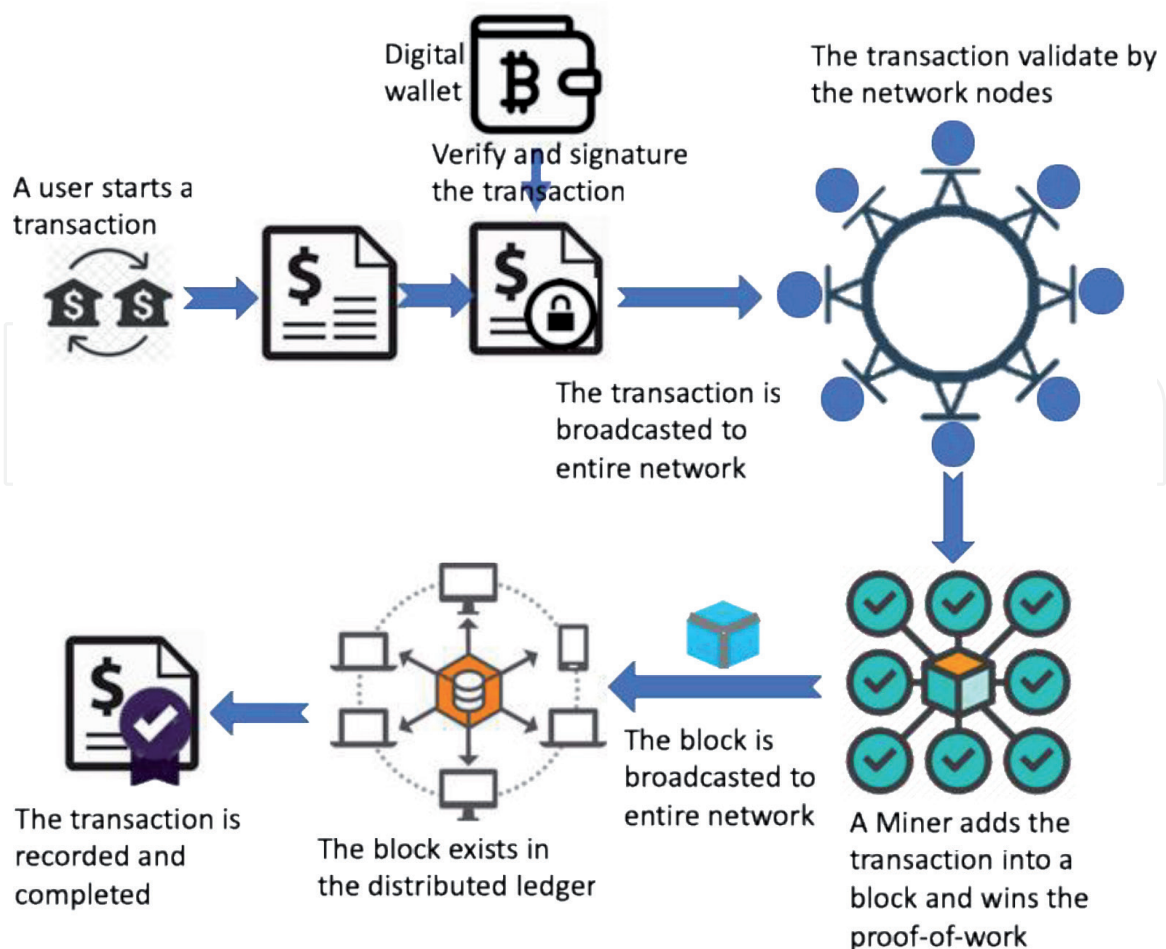 Digital
wallet
The transaction validate by
the network nodes
Verify and signature
the transaction
A user starts a
transaction
The transaction is
broadcasted to
entire network
The block is
broadcasted to
entire network
The transaction is
recorded and
completed
The block exists in
the distributed ledger
A Miner adds the
transaction into a
block and wins the
proof-of-work